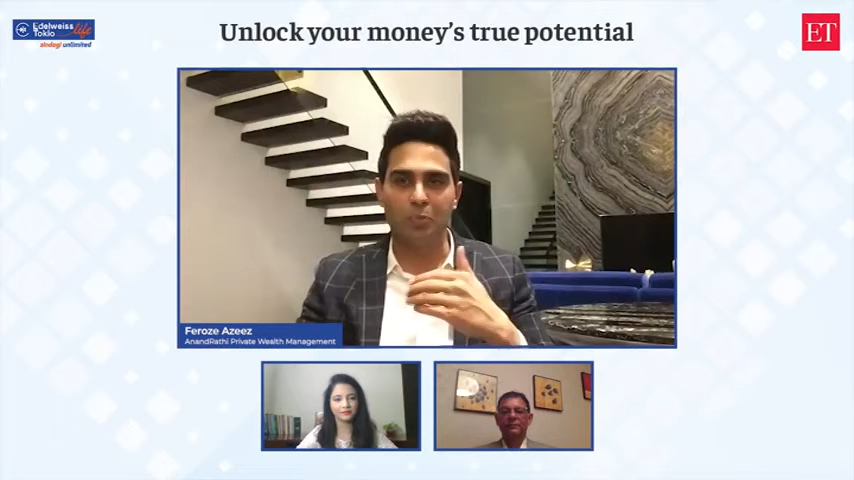 Edelweiss
Tokio
life
zindagi unlimited
Unlock your money's true potential
ET
Feroze Azeez
AnandRathi Private Wealth Management